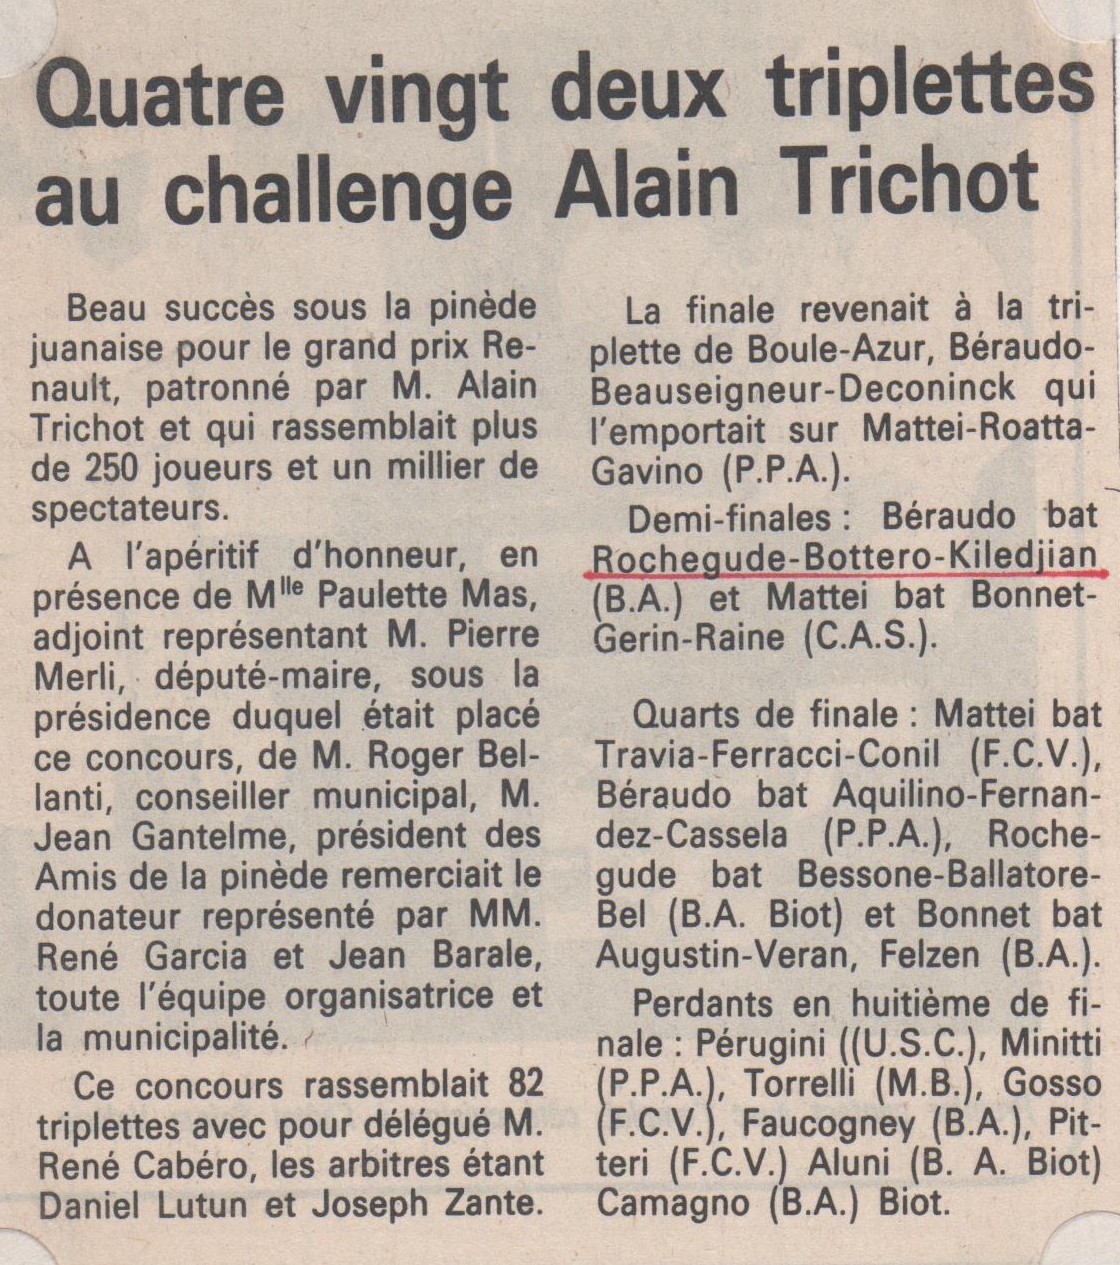 Quatre vingt deux triplettes
au challenge Alain Trichot
Beau succès sous la pinède
juanaise pour le grand prix Re-
nault, patronné par M. Alain
Trichot et qui rassemblait plus
de 250 joueurs et un millier de
spectateurs.
A l'apéritif d'honneur, en
présence de Mlle Paulette Mas,
adjoint représentant M. Pierre
Merli, député-maire, sous la
présidence duquel était placé
ce concours, de M. Roger Bel-
lanti, conseiller municipal, M.
Jean Gantelme, président des
Amis de la pinède remerciait le
donateur représenté par MM.
René Garcia et Jean Barale,
toute l'équipe organisatrice et
la municipalité.
Ce concours rassemblait 82
triplettes avec pour délégué M.
René Cabéro, les arbitres étant
Daniel Lutun et Joseph Zante.
La finale revenait à la tri-
plette de Boule-Azur, Béraudo-
Beauseigneur-Deconinck qui
l'emportait sur Mattei-Roatta-
Gavino (P.P.A.).
Demi-finales : Béraudo bat
Rochegude-Bottero-Kiledjian
(B.A.) et Mattei bat Bonnet-
Gerin-Raine (C.A.S.).
Quarts de finale : Mattei bat
Travia-Ferracci-Conil (F.C.V.),
Béraudo bat Aquilino-Fernan-
dez-Cassela (P.P.A.), Roche-
gude bat Bessone-Ballatore-
Bel (B.A. Biot) et Bonnet bat
Augustin-Veran, Felzen (B.A.).
Perdants en huitième de fi-
nale : Pérugini ((U.S.C.), Minitti
(P.P.A.), Torrelli (M.B.), Gosso
(F.C.V.), Faucogney (B.A.), Pit-
teri (F.C.V.) Aluni (B. A. Biot)
Camagno (B.A.) Biot.